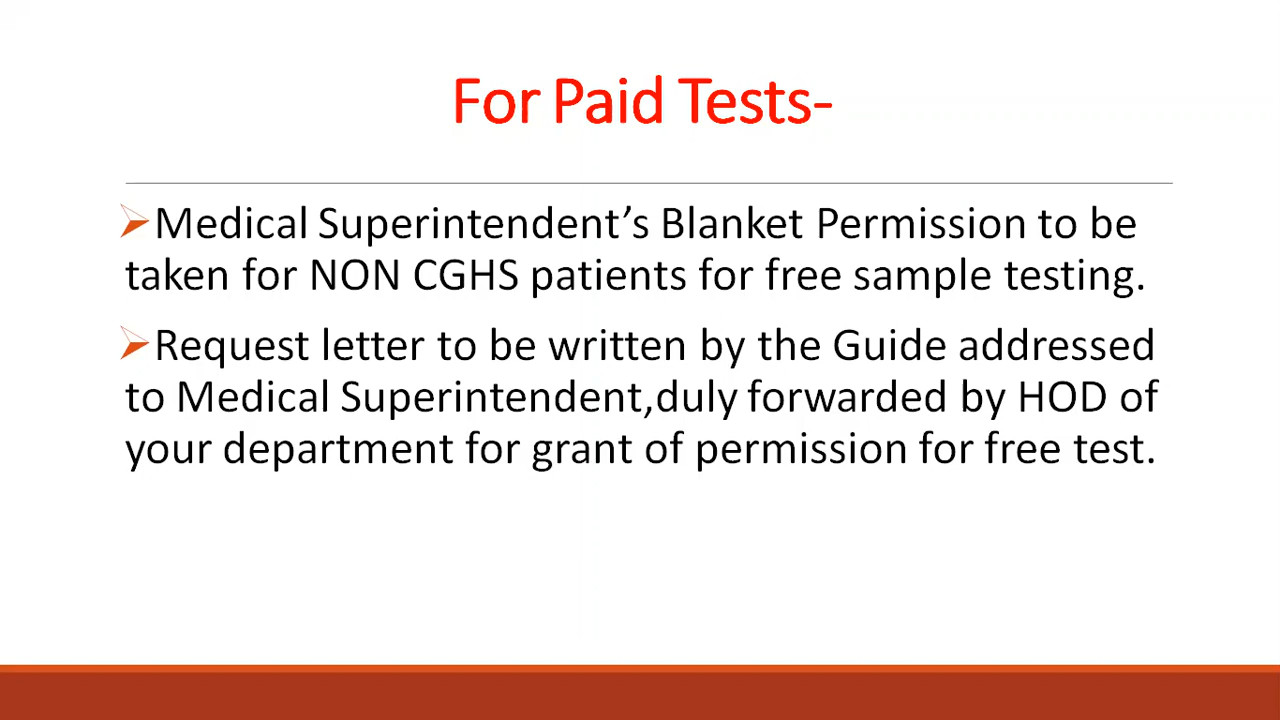 For Paid Tests-
➢Medical Superintendent’s Blanket Permission to be
taken for NON CGHS patients for free sample testing.
➢Request letter to be written by the Guide addressed
to Medical Superintendent,duly forwarded by HOD of
your department for grant of permission for free test.